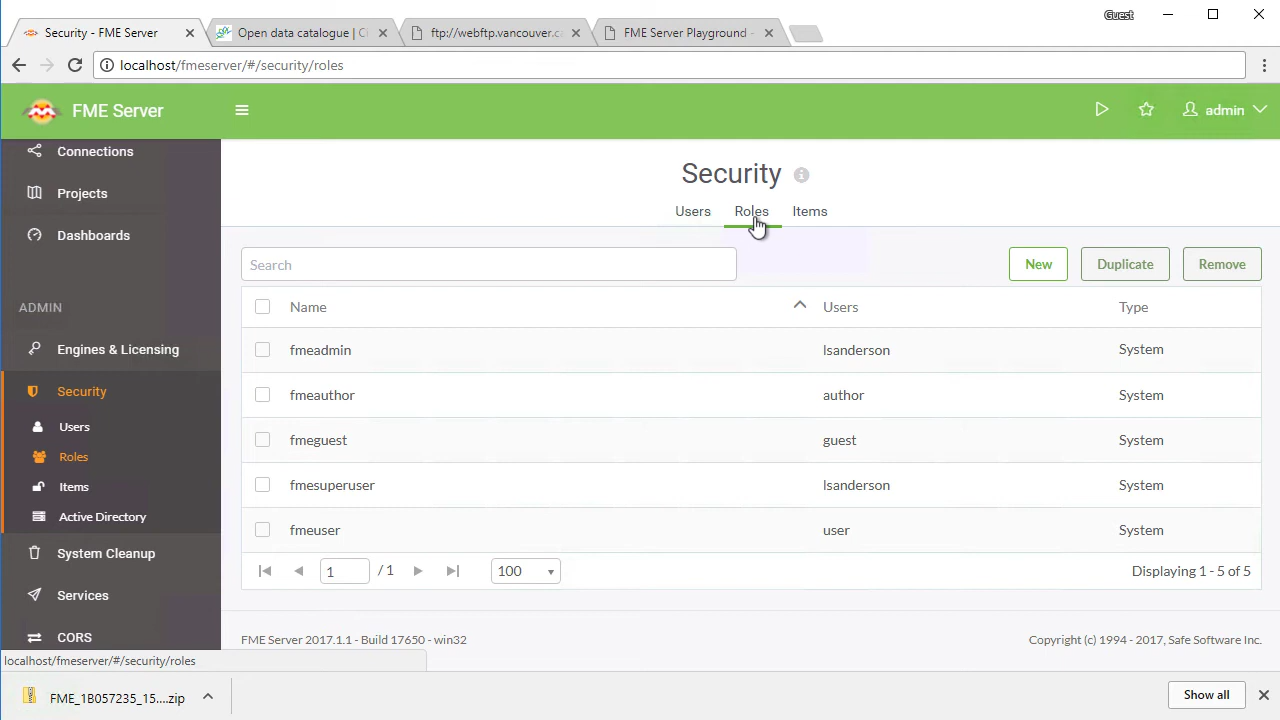 Security - FME Server
Open data catalogue | Ci
ftp://webftp.vancouver.ca
FME Server Playground -
Guest
localhost/fmeserver/#/security/roles
FME Server
admin
Connections
Projects
Dashboards
ADMIN
Engines & Licensing
Security
Users
Roles
Items
Active Directory
System Cleanup
Services
CORS
Security
Users Roles Items
Search
New Duplicate Remove
Name Users Type
fmeadmin lsanderson System
fmeauthor author System
fmeguest guest System
fmesuperuser lsanderson System
fmeuser user System
1 / 1 100 Displaying 1 - 5 of 5
FME Server 2017.1.1 - Build 17650 - win32
Copyright (c) 1994 - 2017, Safe Software Inc.
localhost/fmeserver/#/security/roles
FME_1B057235_15....zip
Show all